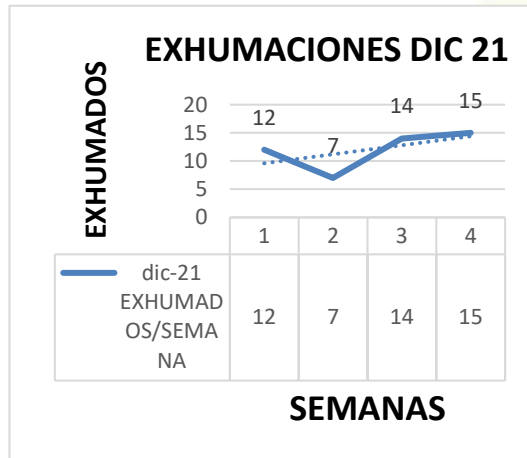 EXHUMACIONES DIC 21
EXHUMADOS
20
15
10
5
0
12
7
14
15
1 2 3 4
dic-21
EXHUMAD
OS/SEMA
NA
12 7 14 15
SEMANAS